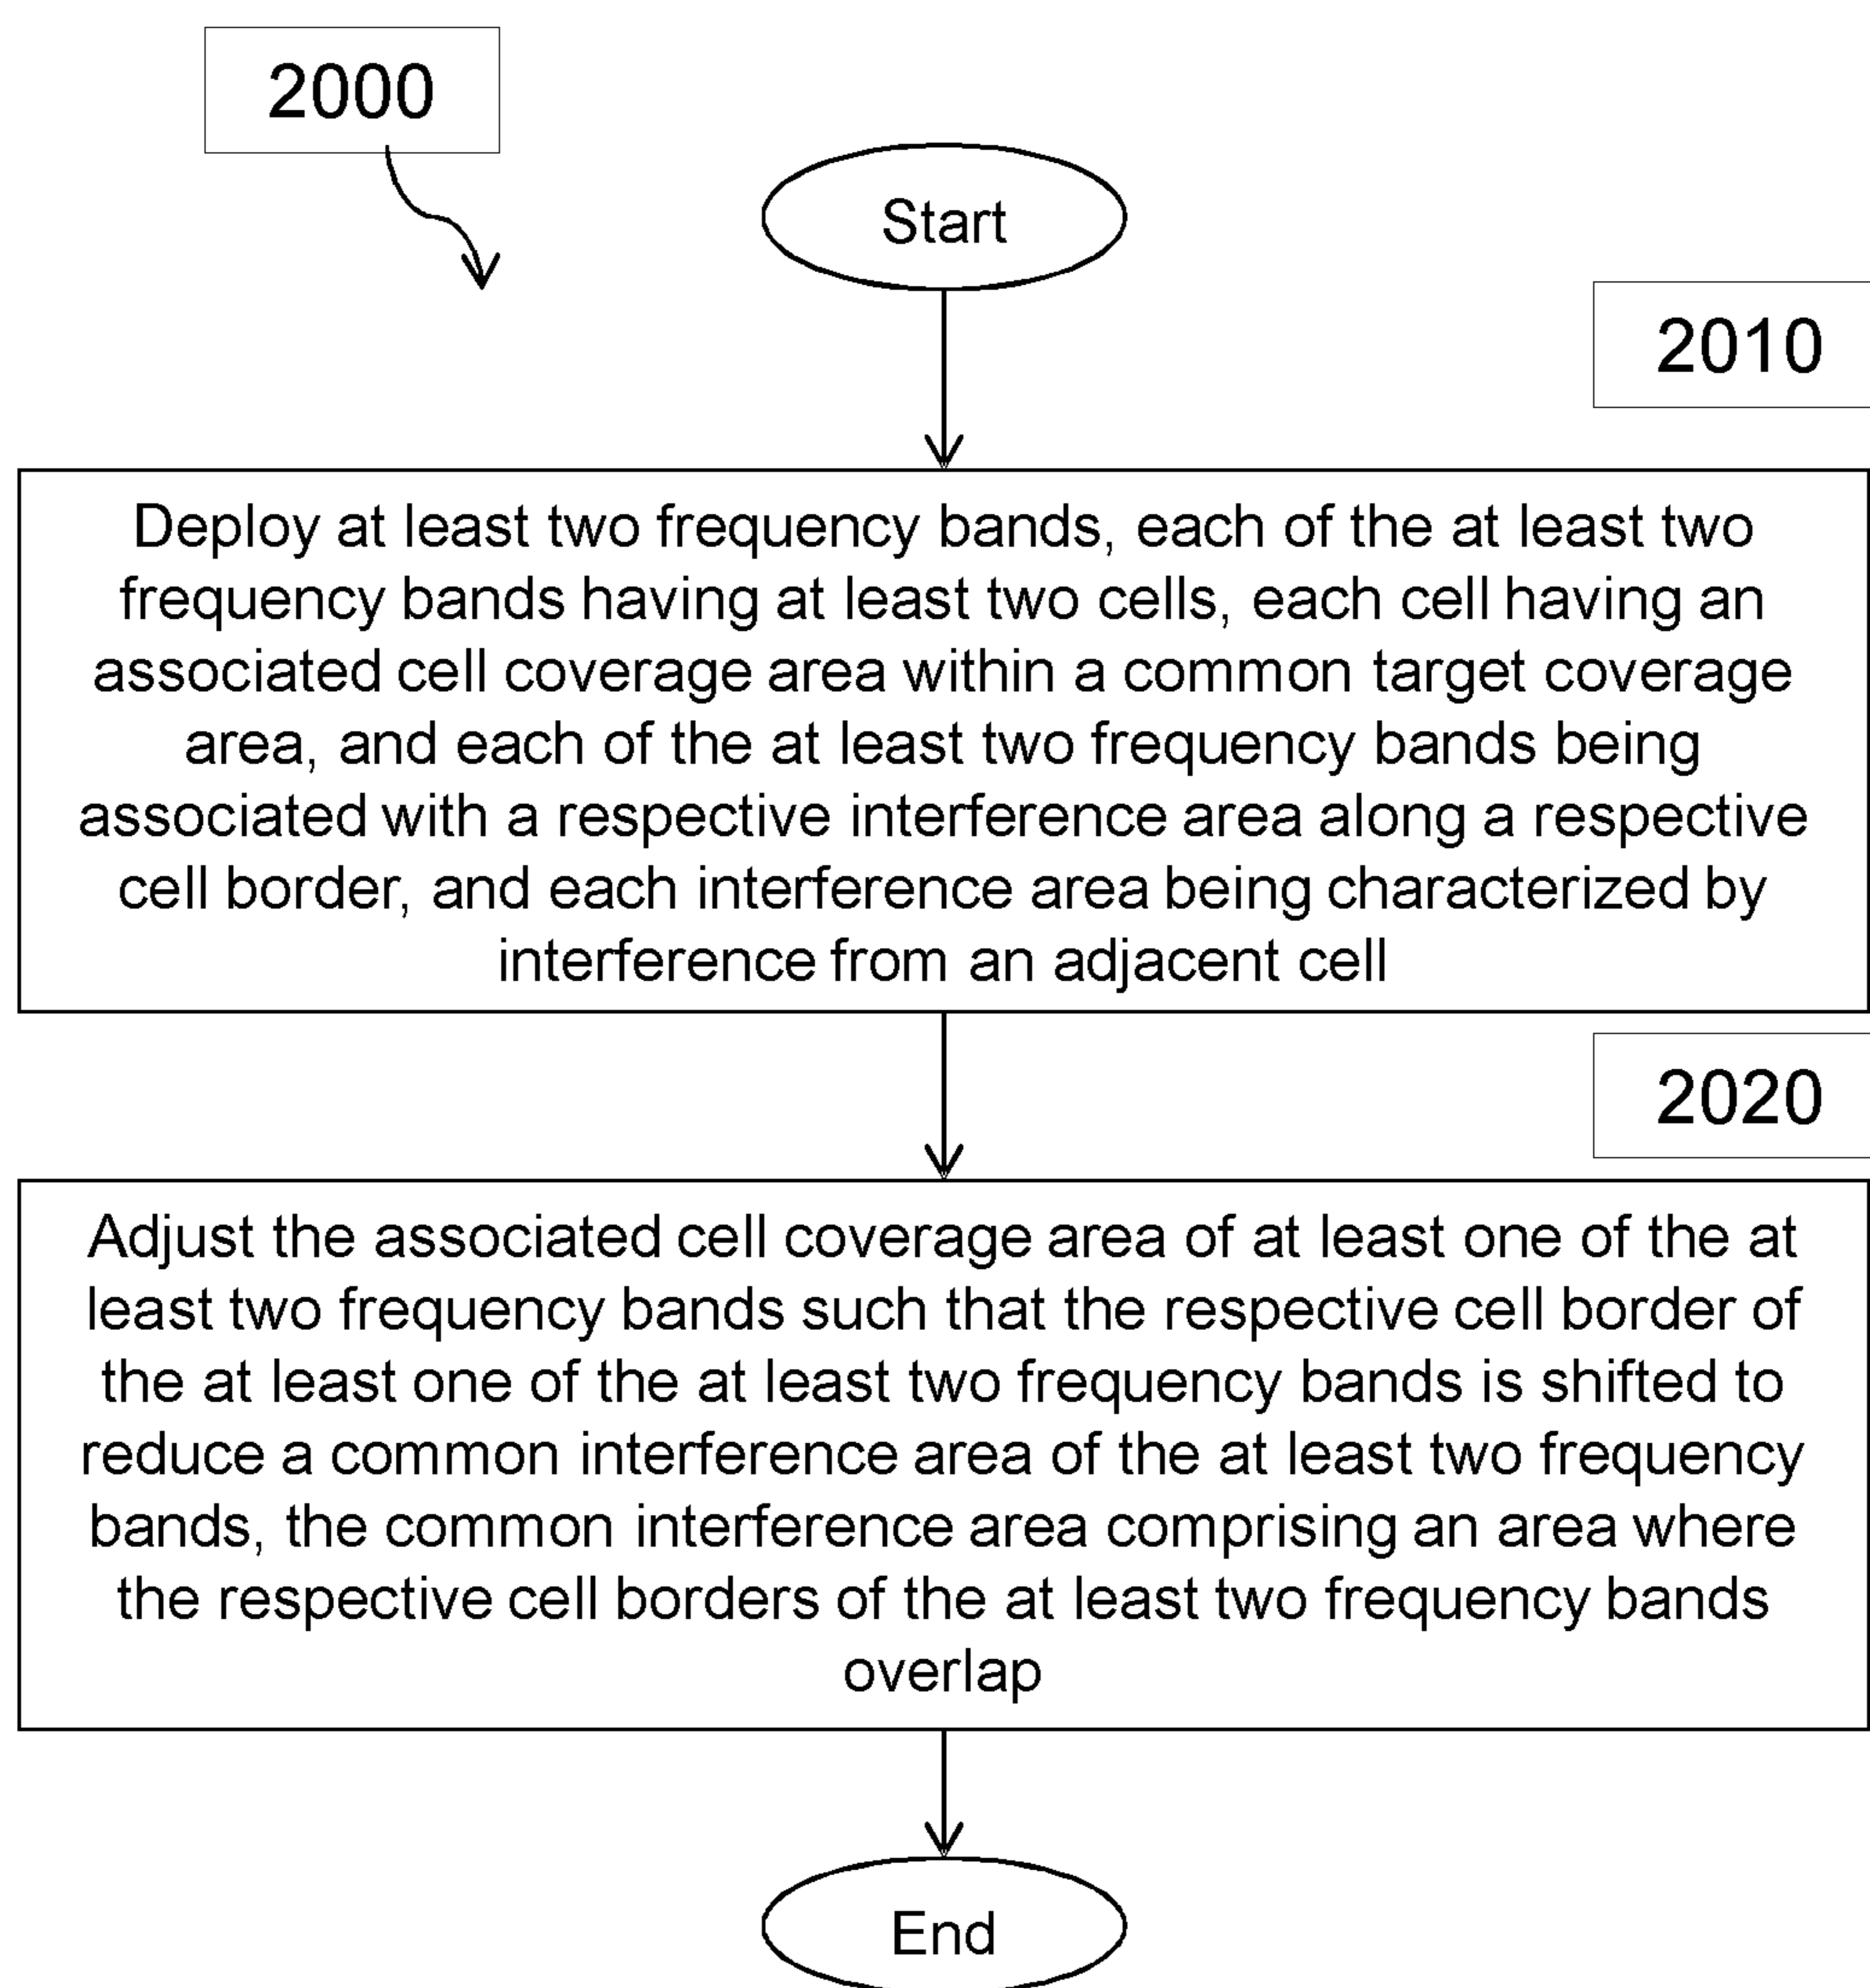 2000
Start
2010
Deploy at least two frequency bands, each of the at least two
frequency bands having at least two cells, each cell having an
associated cell coverage area within a common target coverage
area, and each of the at least two frequency bands being
associated with a respective interference area along a respective
cell border, and each interference area being characterized by
interference from an adjacent cell
2020
Adjust the associated cell coverage area of at least one of the at
least two frequency bands such that the respective cell border of
the at least one of the at least two frequency bands is shifted to
reduce a common interference area of the at least two frequency
bands, the common interference area comprising an area where
the respective cell borders of the at least two frequency bands
overlap
End